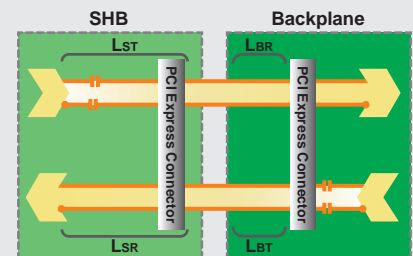 SHB
Backplane
LST
LBR
PCI Express Connector
PCI Express Connector
LSR
LBT